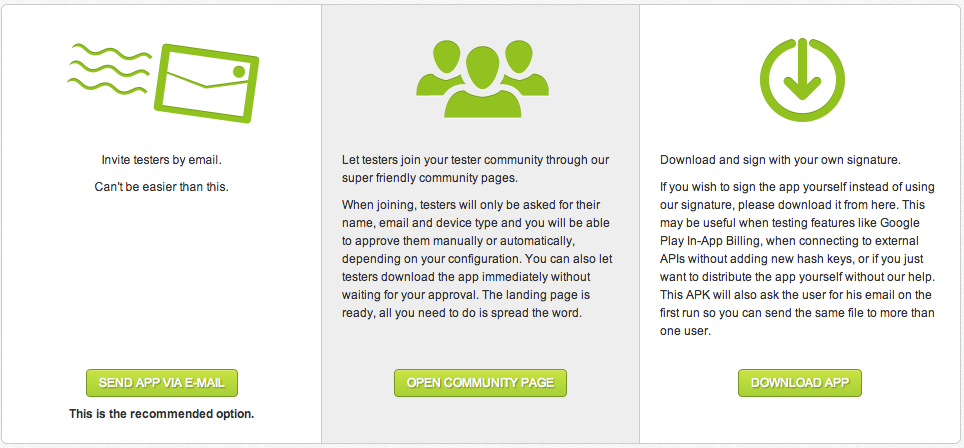 Invite testers by email.
Can't be easier than this.
SEND APP VIA E-MAIL
This is the recommended option.
Let testers join your tester community through our
super friendly community pages.
When joining, testers will only be asked for their
name, email and device type and you will be able
to approve them manually or automatically,
depending on your configuration. You can also let
testers download the app immediately without
waiting for your approval. The landing page is
ready, all you need to do is spread the word.
OPEN COMMUNITY PAGE
Download and sign with your own signature.
If you wish to sign the app yourself instead of using
our signature, please download it from here. This
may be useful when testing features like Google
Play In-App Billing, when connecting to external
APIs without adding new hash keys, or if you just
want to distribute the app yourself without our help.
This APK will also ask the user for his email on the
first run so you can send the same file to more than
one user.
DOWNLOAD APP